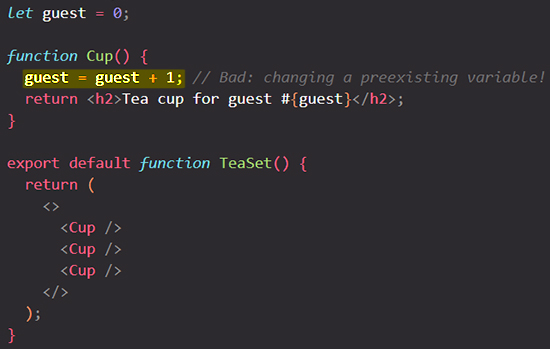 let guest = 0;
function Cup() {
guest = guest + 1; // Bad: changing a preexisting variable!
return <h2>Tea cup for guest #{guest}</h2>;
}
export default function TeaSet() {
return (
<>
<Cup />
<Cup />
<Cup />
</>
);
}